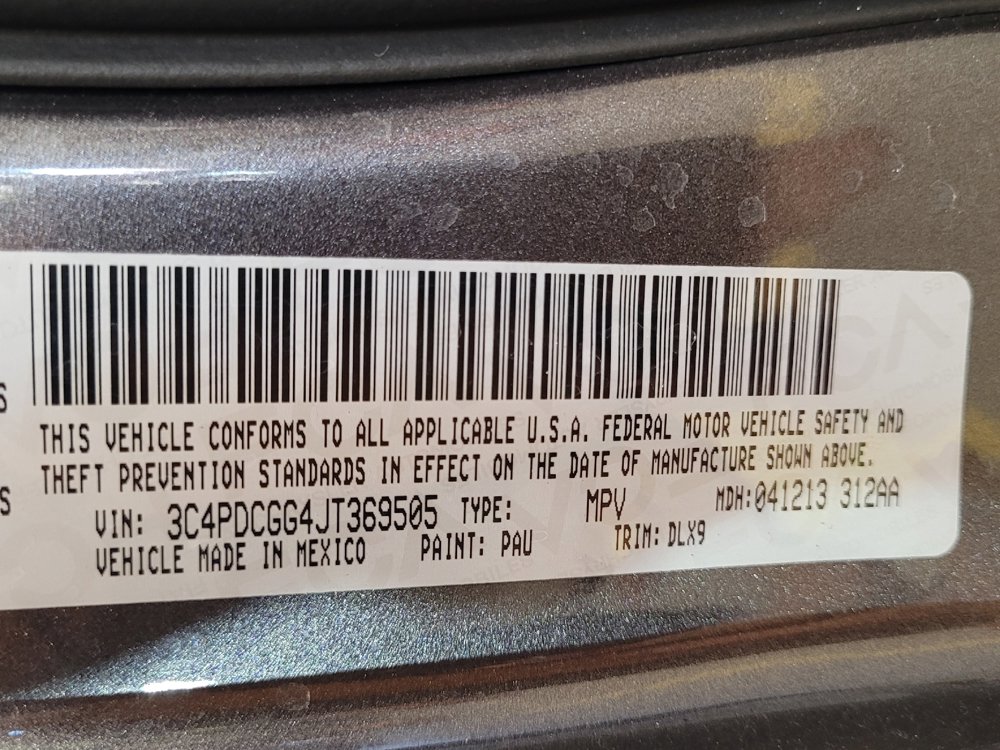 S
THIS VEHICLE CONFORMS TO ALL APPLICABLE U.S.A. FEDERAL MOTOR VEHICLE SAFETY AND
THEFT PREVENTION STANDARDS IN EFFECT ON THE DATE OF MANUFACTURE SHOWN ABOVE.
S
VIN: 3C4PDCGG4JT369505 TYPE: MPV MDH:041213 312AA
VEHICLE MADE IN MEXICO PAINT: PAU TRIM: DLX9